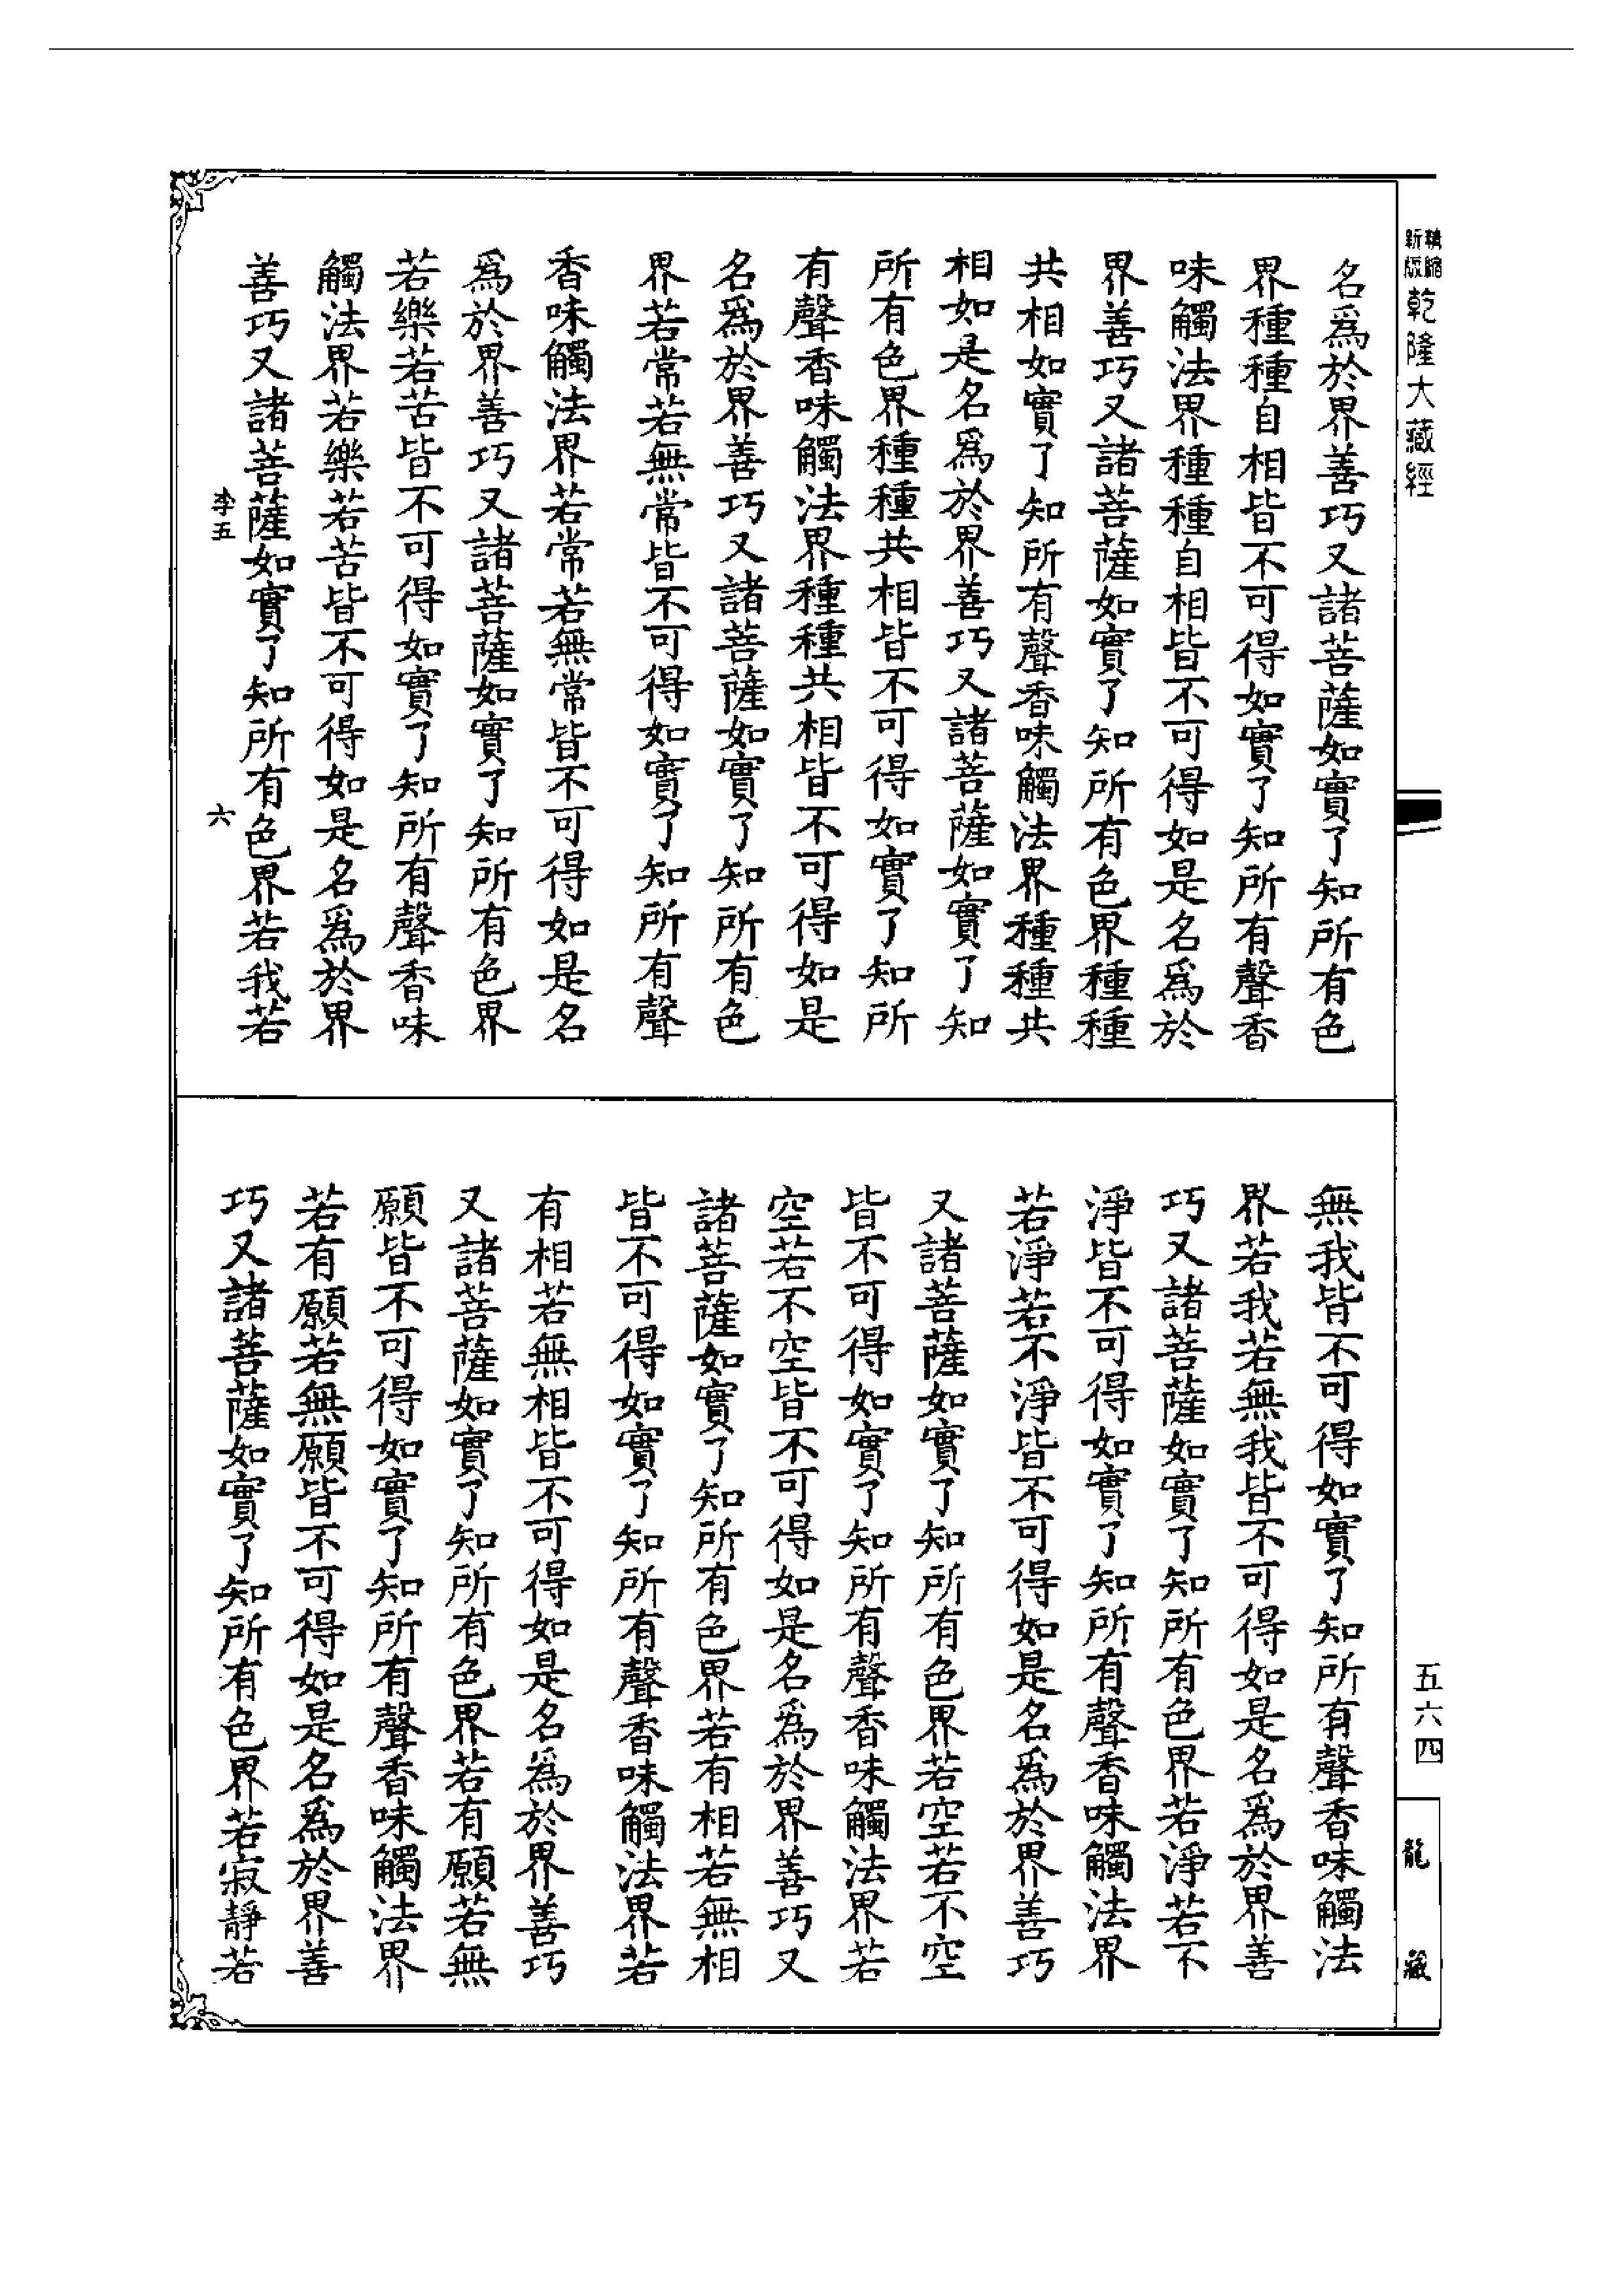 精縮
新版
乾隆大藏經
名爲於界善巧又諸菩薩如實了知所有色
界種種自相皆不可得如實了知所有聲香
味觸法界種種自相皆不可得如是名爲於
界善巧又諸菩薩如實了知所有色界種種
共相如實了知所有聲香味觸法界種種共
相如是名爲於界善巧又諸菩薩如實了知
所有色界種種共相皆不可得如實了知所
有聲香味觸法界種種共相皆不可得如是
名爲於界善巧又諸菩薩如實了知所有色
界若常若無常皆不可得如實了知所有聲
香味觸法界若常若無常皆不可得如是名
爲於界善巧又諸菩薩如實了知所有色界
若樂若苦皆不可得如實了知所有聲香味
觸法界若樂若苦皆不可得如是名爲於界
善巧又諸菩薩如實了知所有色界若我若
李五
六
無我皆不可得如實了知所有聲香味觸法
界若我若無我皆不可得如是名爲於界善
巧又諸菩薩如實了知所有色界若淨若不
淨皆不可得如實了知所有聲香味觸法界
若淨若不淨皆不可得如是名爲於界善巧
又諸菩薩如實了知所有色界若空若不空
皆不可得如實了知所有聲香味觸法界若
空若不空皆不可得如是名爲於界善巧又
諸菩薩如實了知所有色界若有相若無相
皆不可得如實了知所有聲香味觸法界若
有相若無相皆不可得如是名爲於界善巧
又諸菩薩如實了知所有色界若有願若無
願皆不可得如實了知所有聲香味觸法界
若有願若無願皆不可得如是名爲於界善
巧又諸菩薩如實了知所有色界若寂靜若
五六四
龍藏